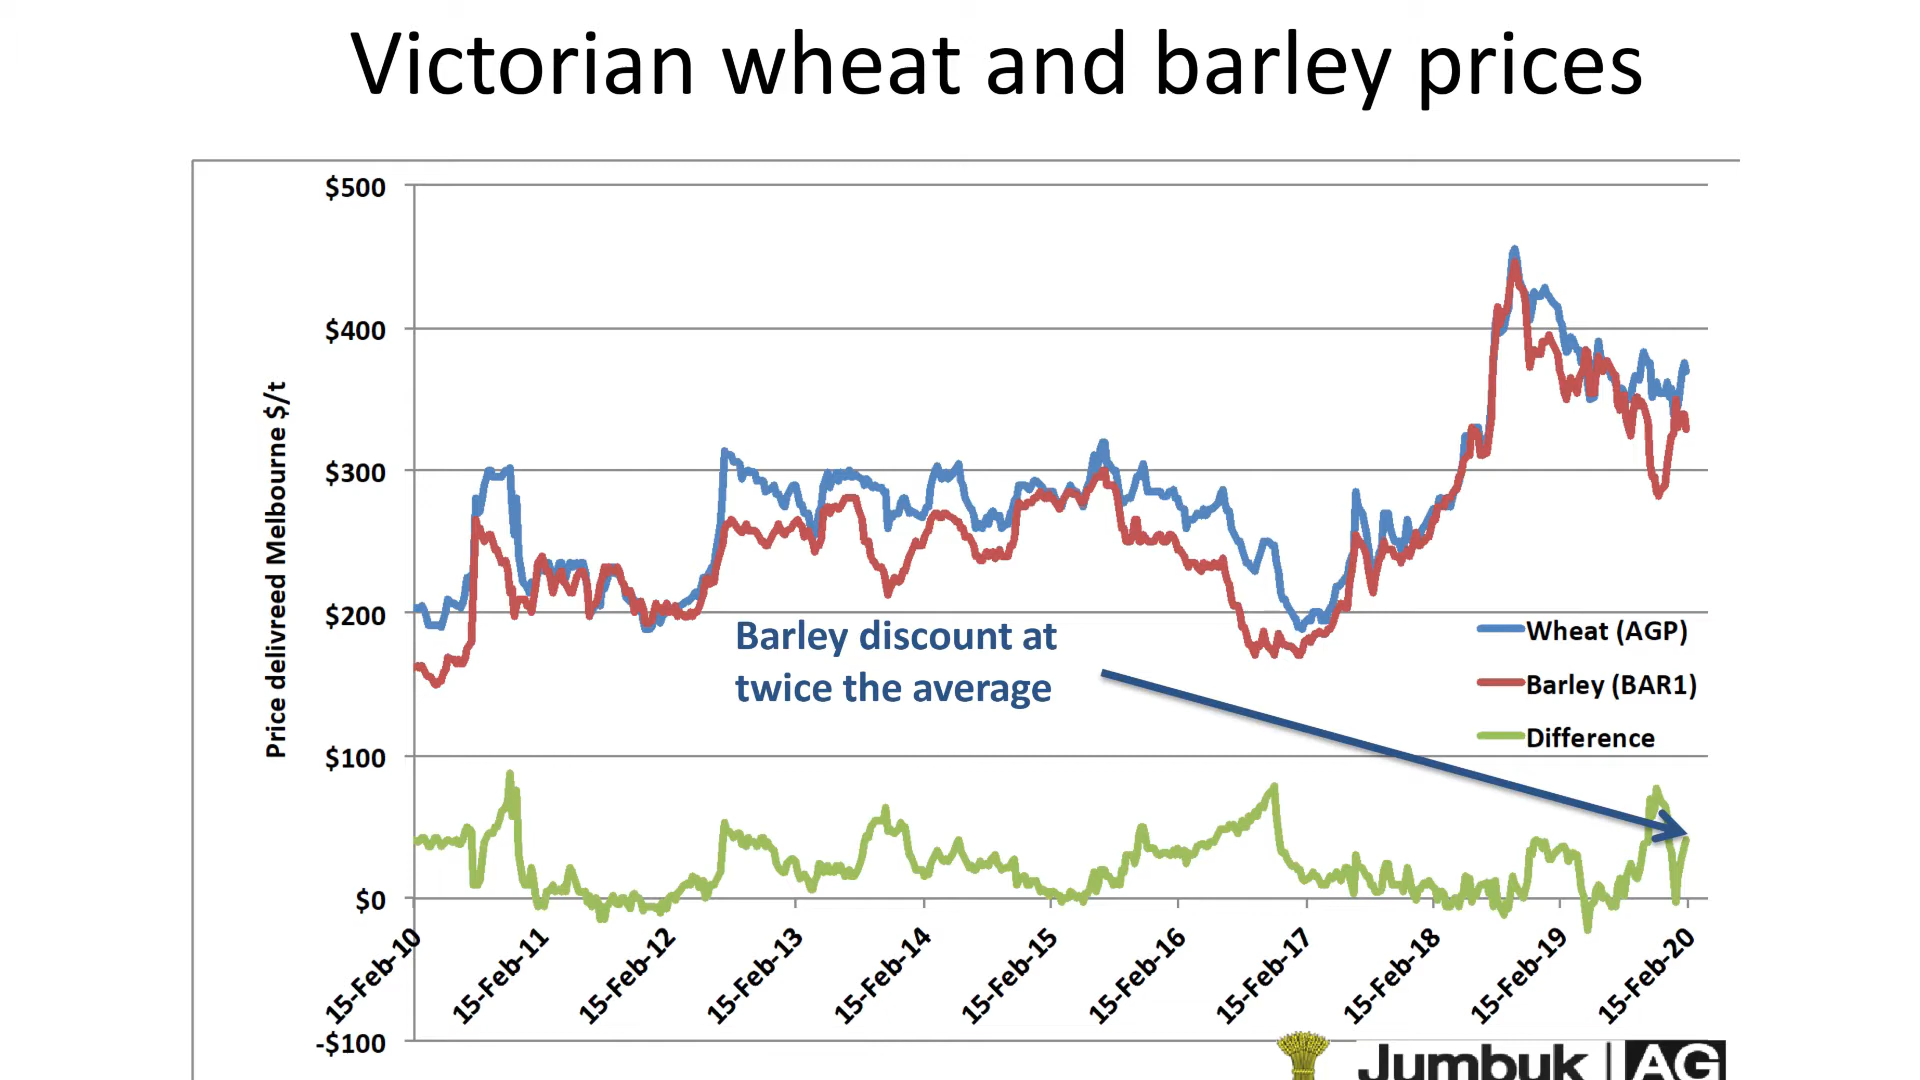 Victorian wheat and barley prices
$500
$400
$300
$200
$100
$0
-$100
Price delivreed Melbourne $/t
Barley discount at
twice the average
Wheat (AGP)
Barley (BAR1)
Difference
15-Feb-10
15-Feb-11
15-Feb-12
15-Feb-13
15-Feb-14
15-Feb-15
15-Feb-16
15-Feb-17
15-Feb-18
15-Feb-19
15-Feb-20
Jumbuk | AG